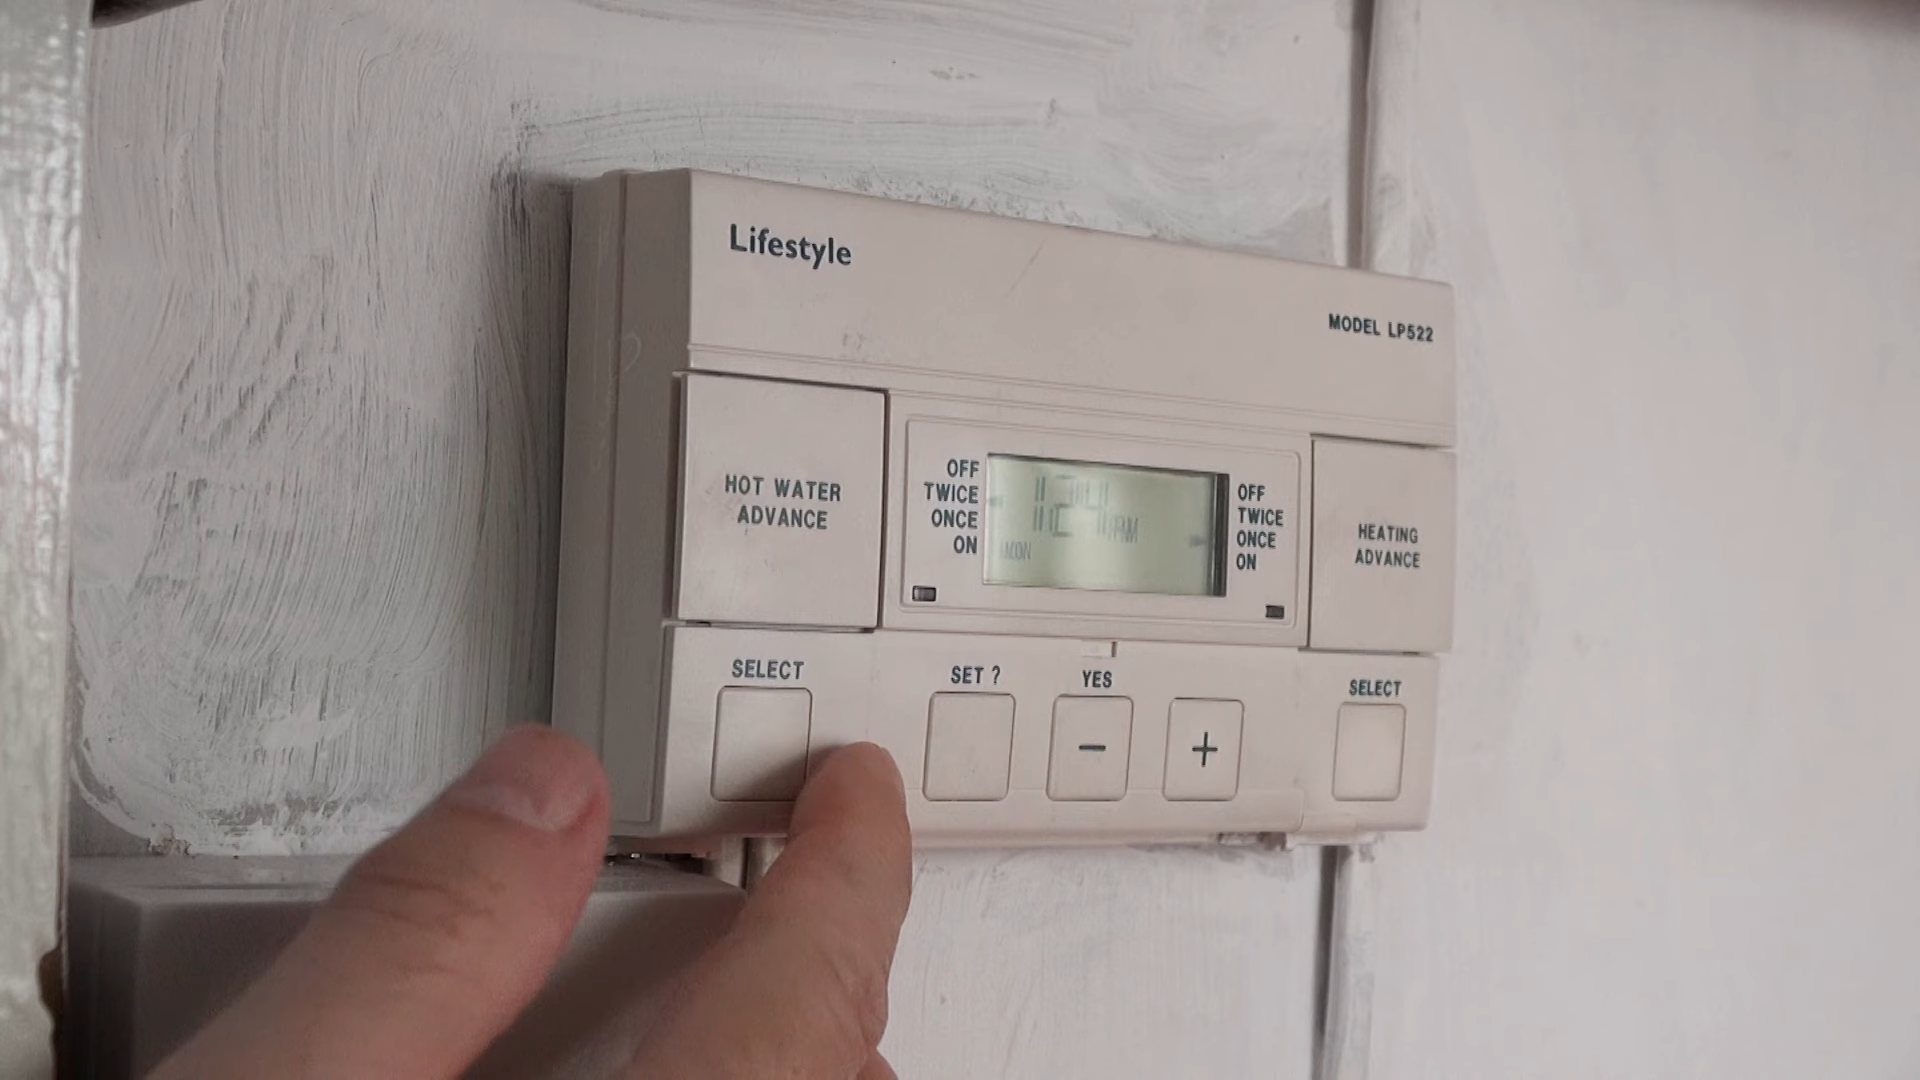 Lifestyle
MODEL LP522
HOT WATER
ADVANCE
OFF
TWICE
ONCE
ON
MON
OFF
TWICE
ONCE
ON
HEATING
ADVANCE
SELECT
SET ?
YES
SELECT
−
+